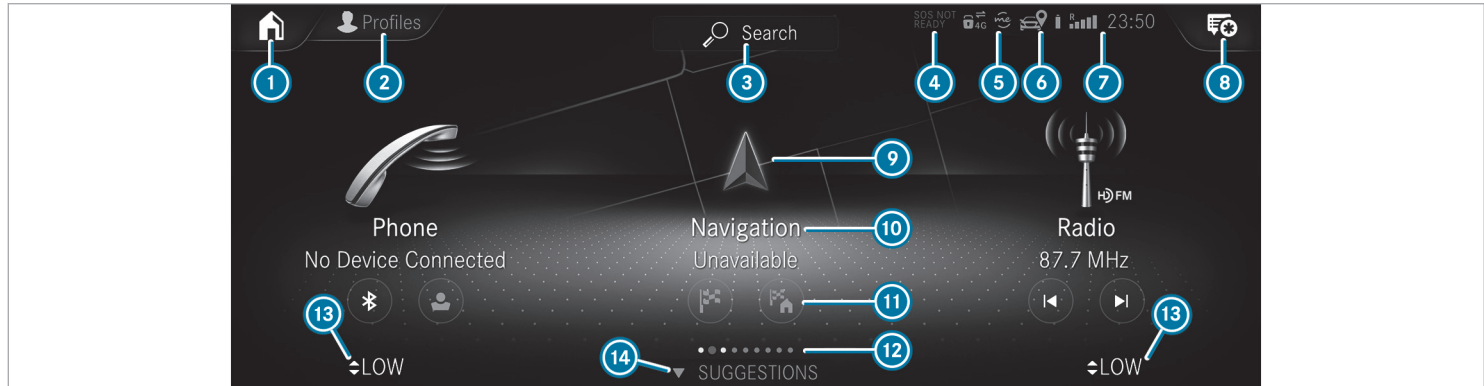 Profiles
Search
SOS NOT
READY
4G
me
R
23:50
1
2
3
4
5
6
7
8
9
HD FM
Phone
Navigation
10
Radio
No Device Connected
Unavailable
87.7 MHz
11
13
13
12
14
LOW
SUGGESTIONS
LOW